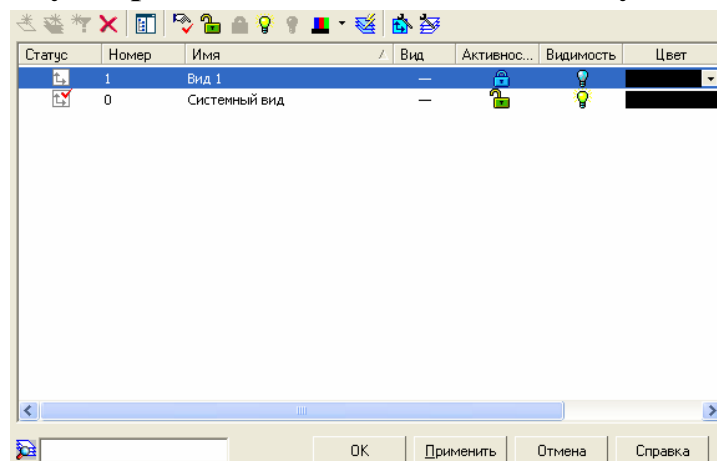 Статус Номер Имя Вид Активнос... Видимость Цвет
1 Вид 1 —
0 Системный вид —
OK Применить Отмена Справка